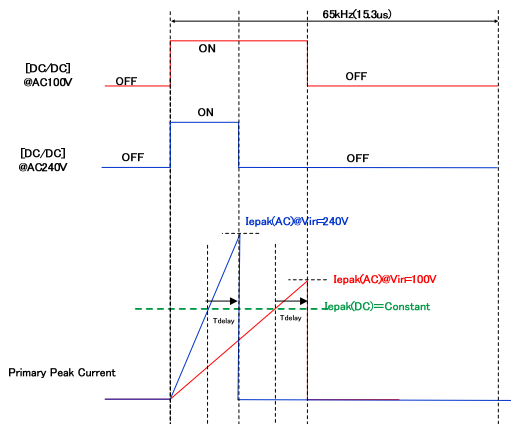 65kHz(15.3us)
ON
[DC/DC]
@AC100V
OFF
OFF
ON
[DC/DC]
@AC240V
OFF
OFF
Iepak(AC)@Vin=240V
Iepak(AC)@Vin=100V
Iepak(DC)=Constant
Tdelay
Tdelay
Primary Peak Current